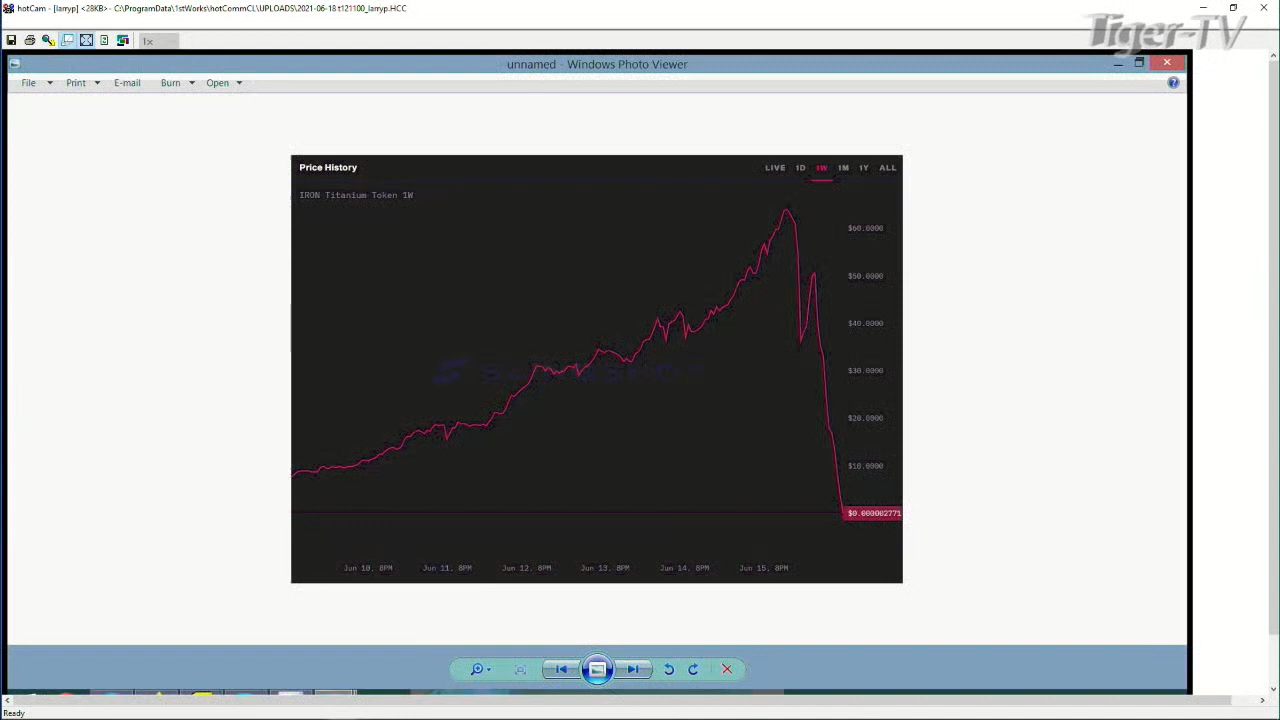 hotCam - [larryp] <28KB> - C:\ProgramData\1stWorks\hotCommCL\UPLOADS\2021-06-18 t121100_larryp.HCC
Tiger-TV
1x
unnamed - Windows Photo Viewer
File Print E-mail Burn Open
Price History
LIVE 1D 1W 1M 1Y ALL
IRON Titanium Token 1W
$60.0000
$50.0000
$40.0000
$30.0000
$20.0000
$10.0000
$0.000002771
Jun 10, 8PM Jun 11, 8PM Jun 12, 8PM Jun 13, 8PM Jun 14, 8PM Jun 15, 8PM
Ready